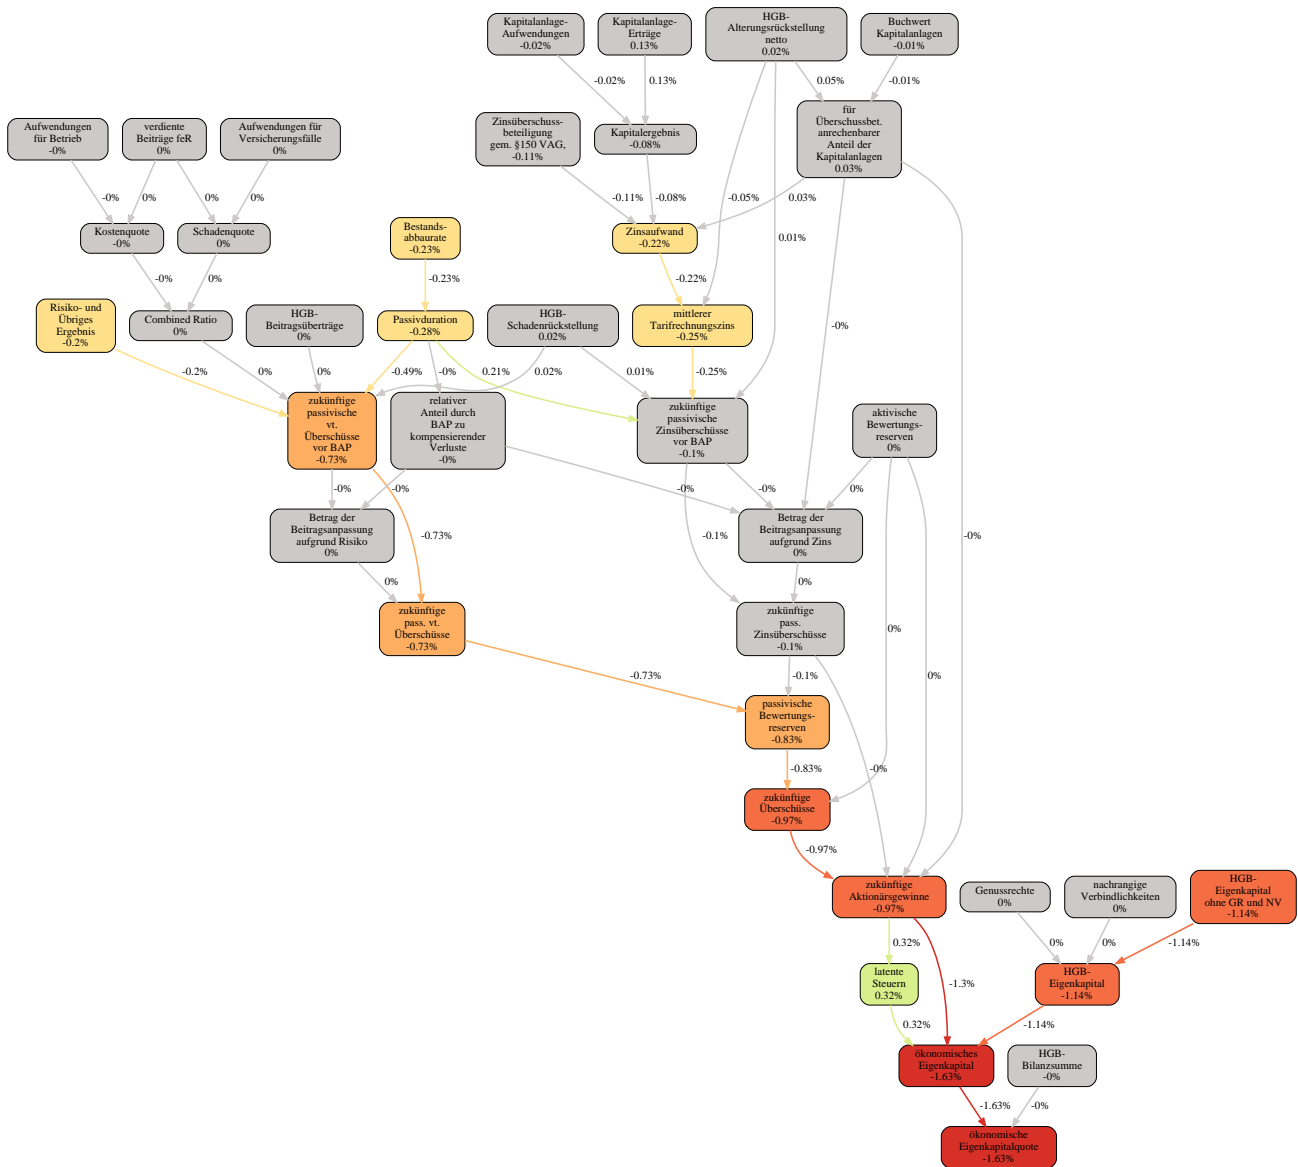 Kapitalanlage-
Aufwendungen
-0.02%
Kapitalanlage-
Erträge
0.13%
HGB-
Alterungsrückstellung
netto
0.02%
Buchwert
Kapitalanlagen
-0.01%
-0.02%
0.13%
0.05%
-0.01%
Aufwendungen
für Betrieb
-0%
verdiente
Beiträge feR
0%
Aufwendungen für
Versicherungsfälle
0%
Zinsüberschuss-
beteiligung
gem. §150 VAG,
-0.11%
Kapitalergebnis
-0.08%
für
Überschussbet.
anrechenbarer
Anteil der
Kapitalanlagen
0.03%
-0%
0%
0%
0%
-0.11%
-0.08%
-0.05%
0.03%
Kostenquote
-0%
Schadenquote
0%
Bestands-
abbaurate
-0.23%
Zinsaufwand
-0.22%
0.01%
-0%
0%
-0.23%
-0.22%
Risiko- und
Übriges
Ergebnis
-0.2%
Combined Ratio
0%
HGB-
Beitragsüberträge
0%
Passivduration
-0.28%
HGB-
Schadenrückstellung
0.02%
mittlerer
Tarifrechnungszins
-0.25%
-0%
-0.2%
0%
0%
-0.49%
-0%
0.21%
0.02%
0.01%
-0.25%
zukünftige
passivische
vt.
Überschüsse
vor BAP
-0.73%
relativer
Anteil durch
BAP zu
kompensierender
Verluste
-0%
zukünftige
passivische
Zinsüberschüsse
vor BAP
-0.1%
aktivische
Bewertungs-
reserven
0%
-0%
-0%
-0%
-0%
0%
Betrag der
Beitragsanpassung
aufgrund Risiko
0%
-0.73%
-0.1%
Betrag der
Beitragsanpassung
aufgrund Zins
0%
-0%
0%
0%
zukünftige
pass. vt.
Überschüsse
-0.73%
zukünftige
pass.
Zinsüberschüsse
-0.1%
0%
-0.73%
-0.1%
0%
passivische
Bewertungs-
reserven
-0.83%
-0.83%
-0%
zukünftige
Überschüsse
-0.97%
-0.97%
zukünftige
Aktionärsgewinne
-0.97%
Genussrechte
0%
nachrangige
Verbindlichkeiten
0%
HGB-
Eigenkapital
ohne GR und NV
-1.14%
0.32%
0%
0%
-1.14%
latente
Steuern
0.32%
-1.3%
HGB-
Eigenkapital
-1.14%
0.32%
-1.14%
ökonomisches
Eigenkapital
-1.63%
HGB-
Bilanzsumme
-0%
-1.63%
-0%
ökonomische
Eigenkapitalquote
-1.63%